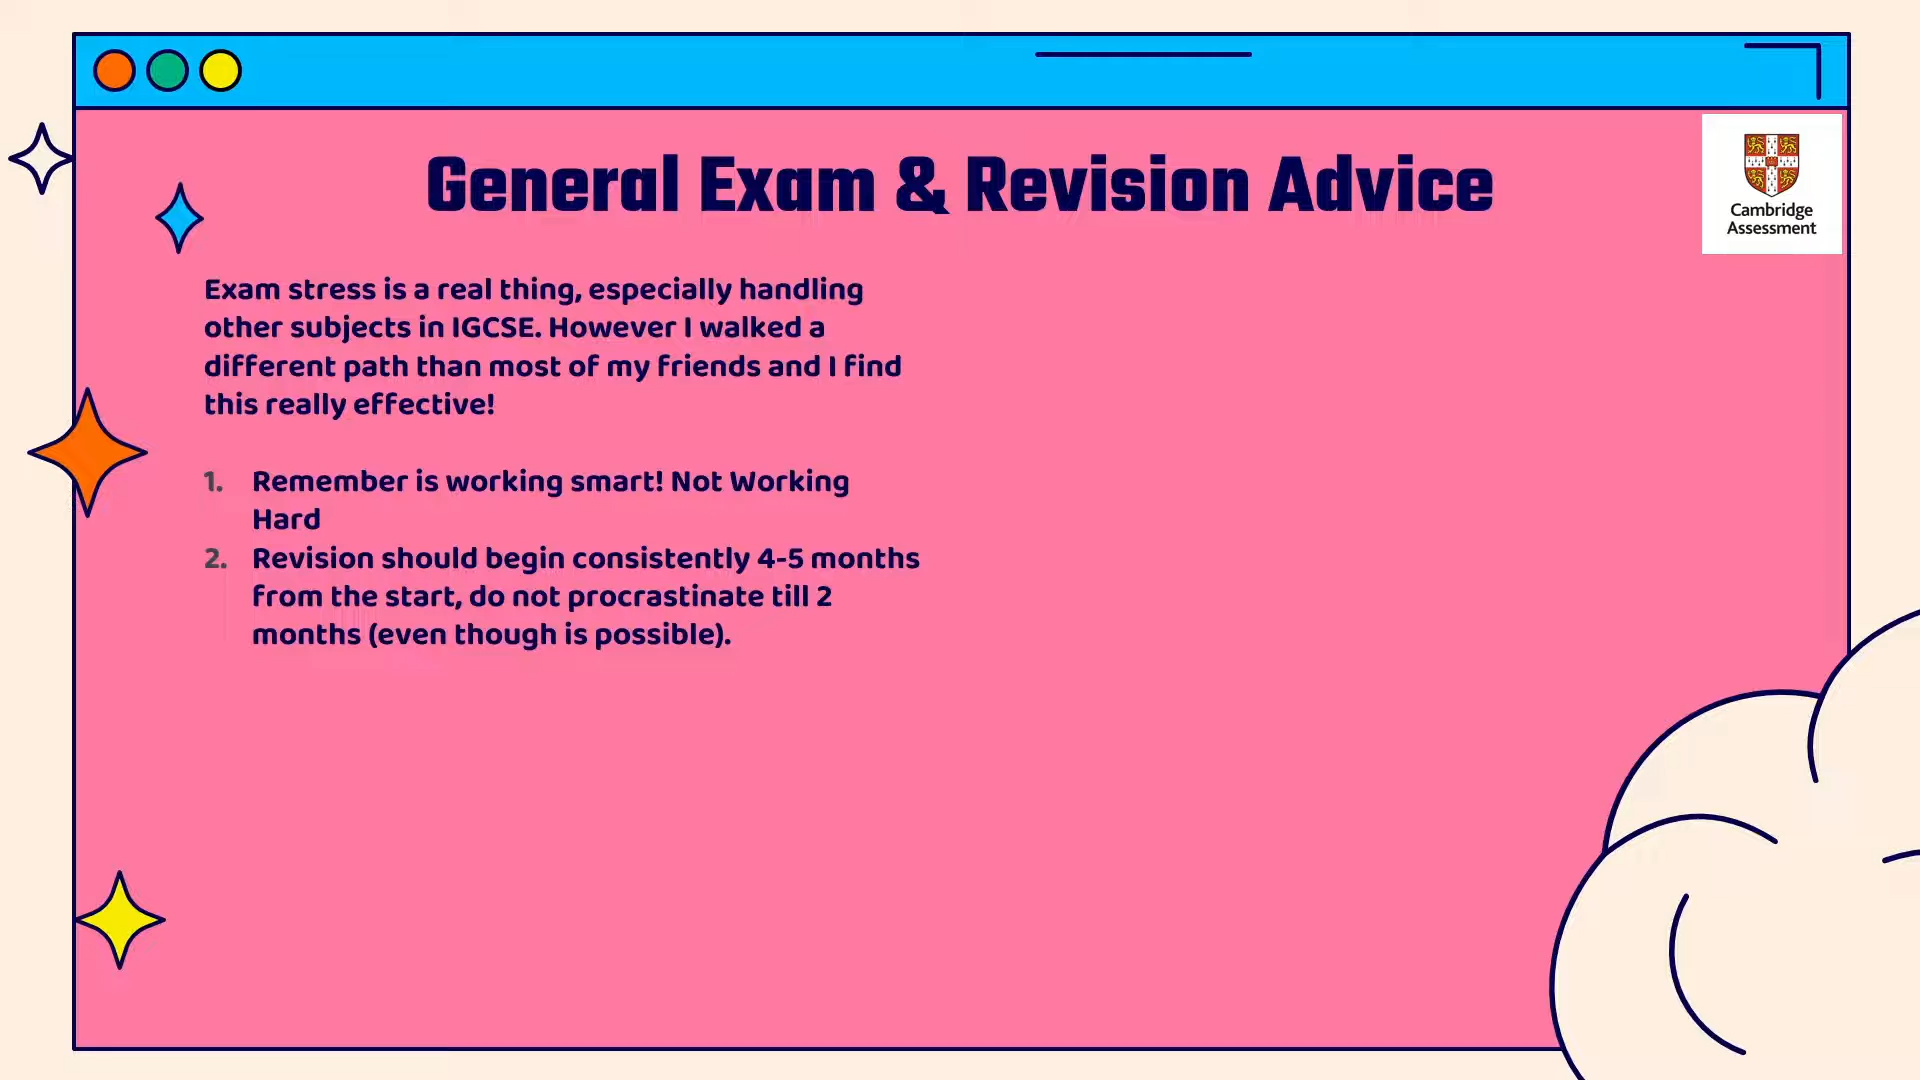 General Exam & Revision Advice
Cambridge
Assessment
Exam stress is a real thing, especially handling
other subjects in IGCSE. However I walked a
different path than most of my friends and I find
this really effective!
1. Remember is working smart! Not Working
Hard
2. Revision should begin consistently 4-5 months
from the start, do not procrastinate till 2
months (even though is possible).